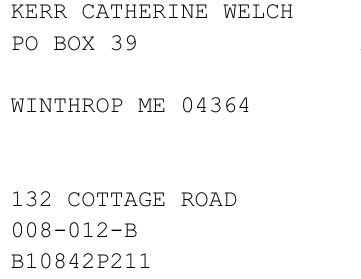 KERR CATHERINE WELCH
PO BOX 39
WINTHROP ME 04364
132 COTTAGE ROAD
008-012-B
B10842P211